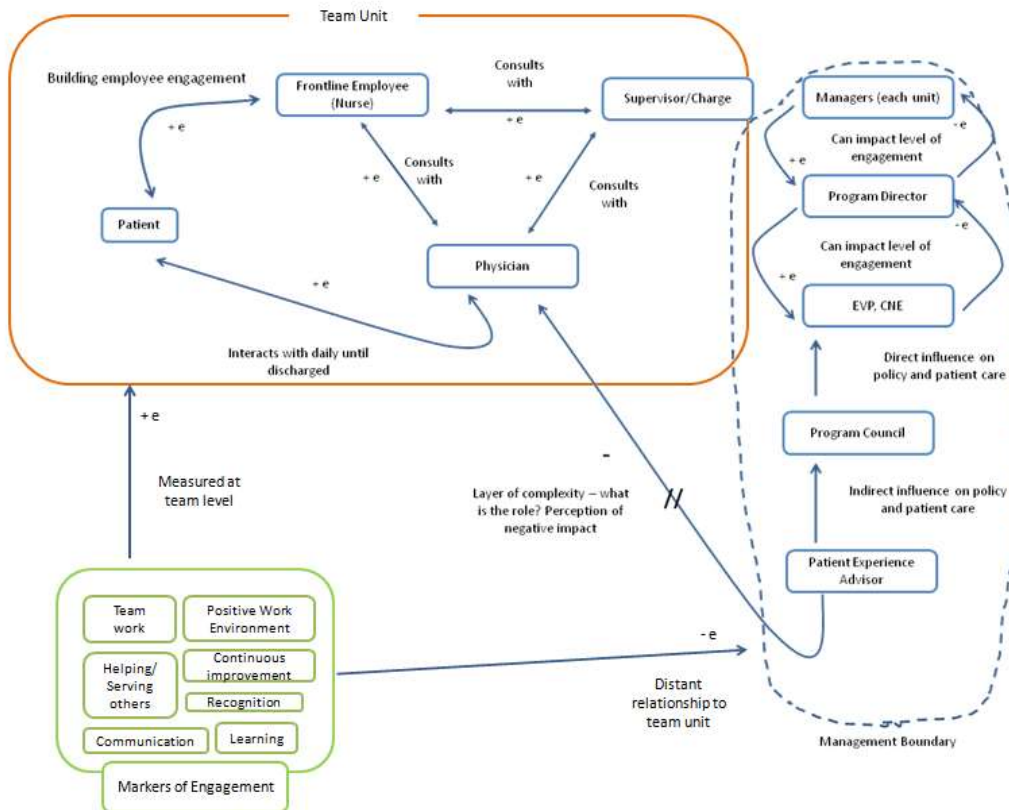 Team Unit
Building employee engagement
Frontline Employee
(Nurse)
Consults
with
+ e
Supervisor/Charge
+ e
+ e
Consults
with
+ e
Consults
with
Patient
Physician
+ e
Interacts with daily until
discharged
Managers (each unit)
- e
Can impact level of
engagement
+ e
Program Director
- e
Can impact level of
engagement
+ e
EVP, CNE
Direct influence on
policy and patient care
Program Council
Indirect influence on policy
and patient care
Patient Experience
Advisor
Management Boundary
+ e
Measured at
team level
-
Layer of complexity – what
is the role? Perception of
negative impact
//
- e
Distant
relationship to
team unit
Team
work
Positive Work
Environment
Helping/
Serving
others
Continuous
improvement
Recognition
Communication
Learning
Markers of Engagement